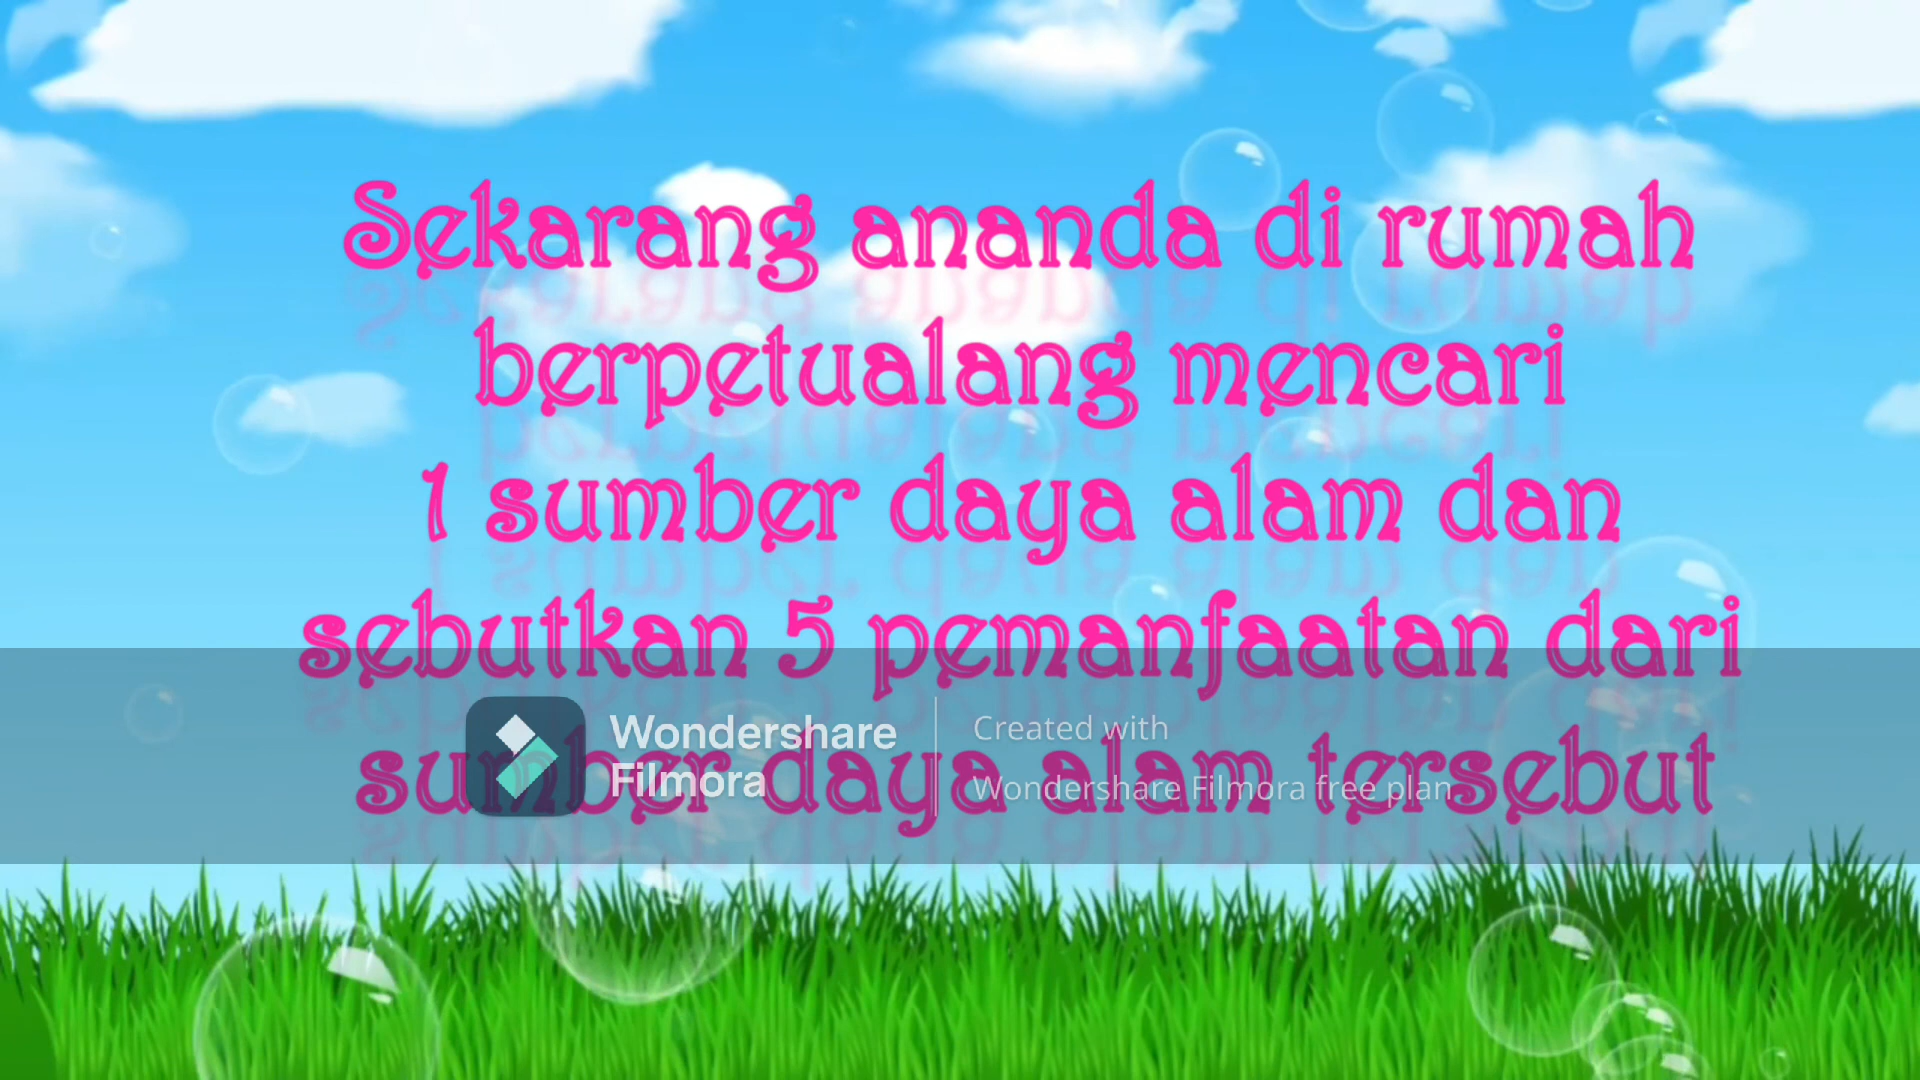 Sekarang ananda di rumah
berpetualang mencari
1 sumber daya alam dan
sebutkan 5 pemanfaatan dari
sumber daya alam tersebut
Wondershare
Filmora
Created with
Wondershare Filmora free plan